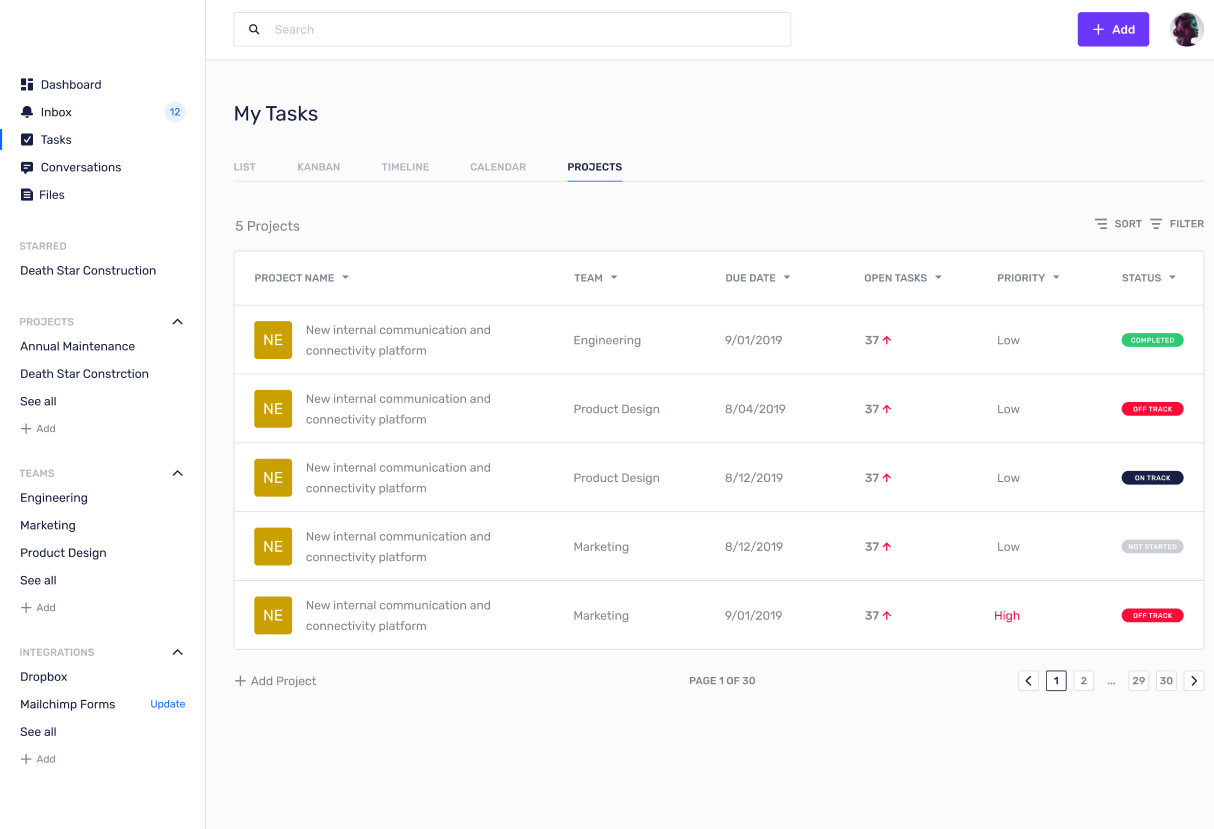 Search
+ Add
Dashboard
Inbox 12
Tasks
Conversations
Files
STARRED
Death Star Construction
PROJECTS
Annual Maintenance
Death Star Constrction
See all
+ Add
TEAMS
Engineering
Marketing
Product Design
See all
+ Add
INTEGRATIONS
Dropbox
Mailchimp Forms Update
See all
+ Add
My Tasks
LIST KANBAN TIMELINE CALENDAR PROJECTS
5 Projects SORT FILTER
PROJECT NAME TEAM DUE DATE OPEN TASKS PRIORITY STATUS
NE New internal communication and
connectivity platform Engineering 9/01/2019 37 Low COMPLETED
NE New internal communication and
connectivity platform Product Design 8/04/2019 37 Low OFF TRACK
NE New internal communication and
connectivity platform Product Design 8/12/2019 37 Low ON TRACK
NE New internal communication and
connectivity platform Marketing 8/12/2019 37 Low NOT STARTED
NE New internal communication and
connectivity platform Marketing 9/01/2019 37 High OFF TRACK
+ Add Project PAGE 1 OF 30 1 2 ... 29 30